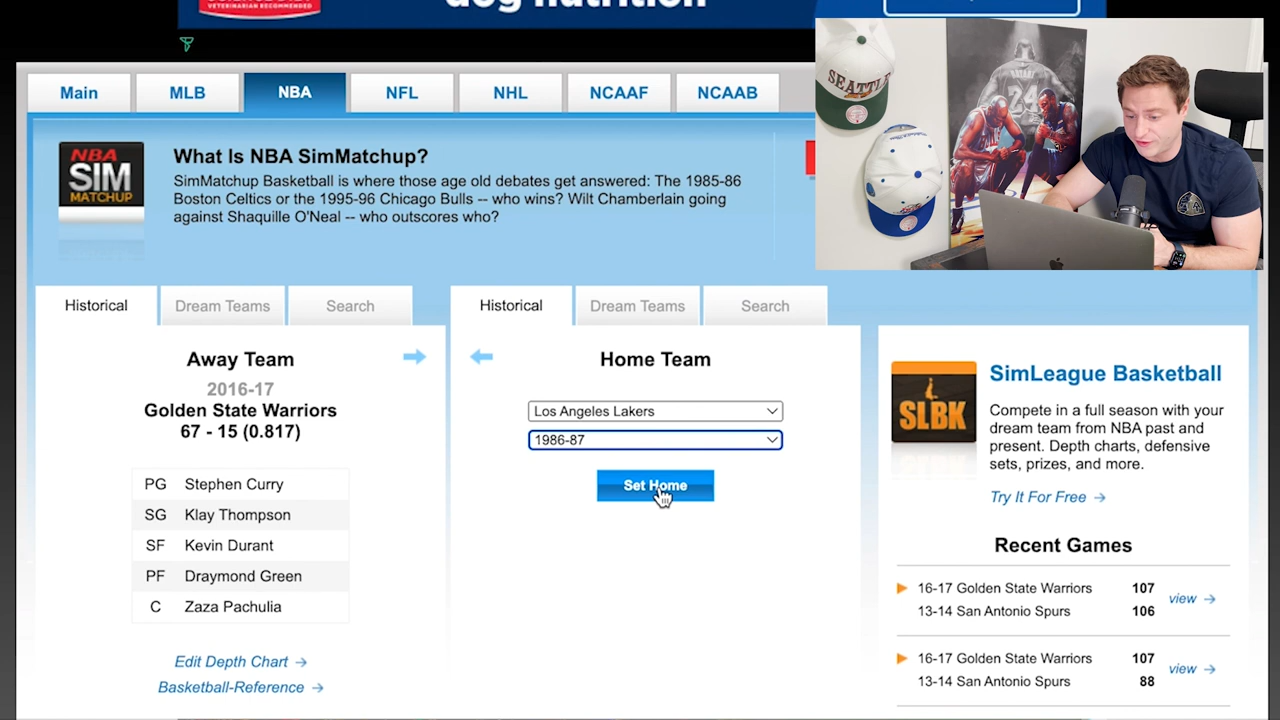 VETERINARIAN RECOMMENDED
dog nutrition
Main
MLB
NBA
NFL
NHL
NCAAF
NCAAB
SEATTLE
24
NBA
SIM
MATCHUP
What Is NBA SimMatchup?
SimMatchup Basketball is where those age old debates get answered: The 1985-86
Boston Celtics or the 1995-96 Chicago Bulls -- who wins? Wilt Chamberlain going
against Shaquille O'Neal -- who outscores who?
Historical
Dream Teams
Search
Historical
Dream Teams
Search
Away Team
2016-17
Golden State Warriors
67 - 15 (0.817)
PG Stephen Curry
SG Klay Thompson
SF Kevin Durant
PF Draymond Green
C Zaza Pachulia
Edit Depth Chart →
Basketball-Reference →
Home Team
Los Angeles Lakers
1986-87
Set Home
SLBK
SimLeague Basketball
Compete in a full season with your
dream team from NBA past and
present. Depth charts, defensive
sets, prizes, and more.
Try It For Free →
Recent Games
16-17 Golden State Warriors 107
13-14 San Antonio Spurs 106
view →
16-17 Golden State Warriors 107
13-14 San Antonio Spurs 88
view →